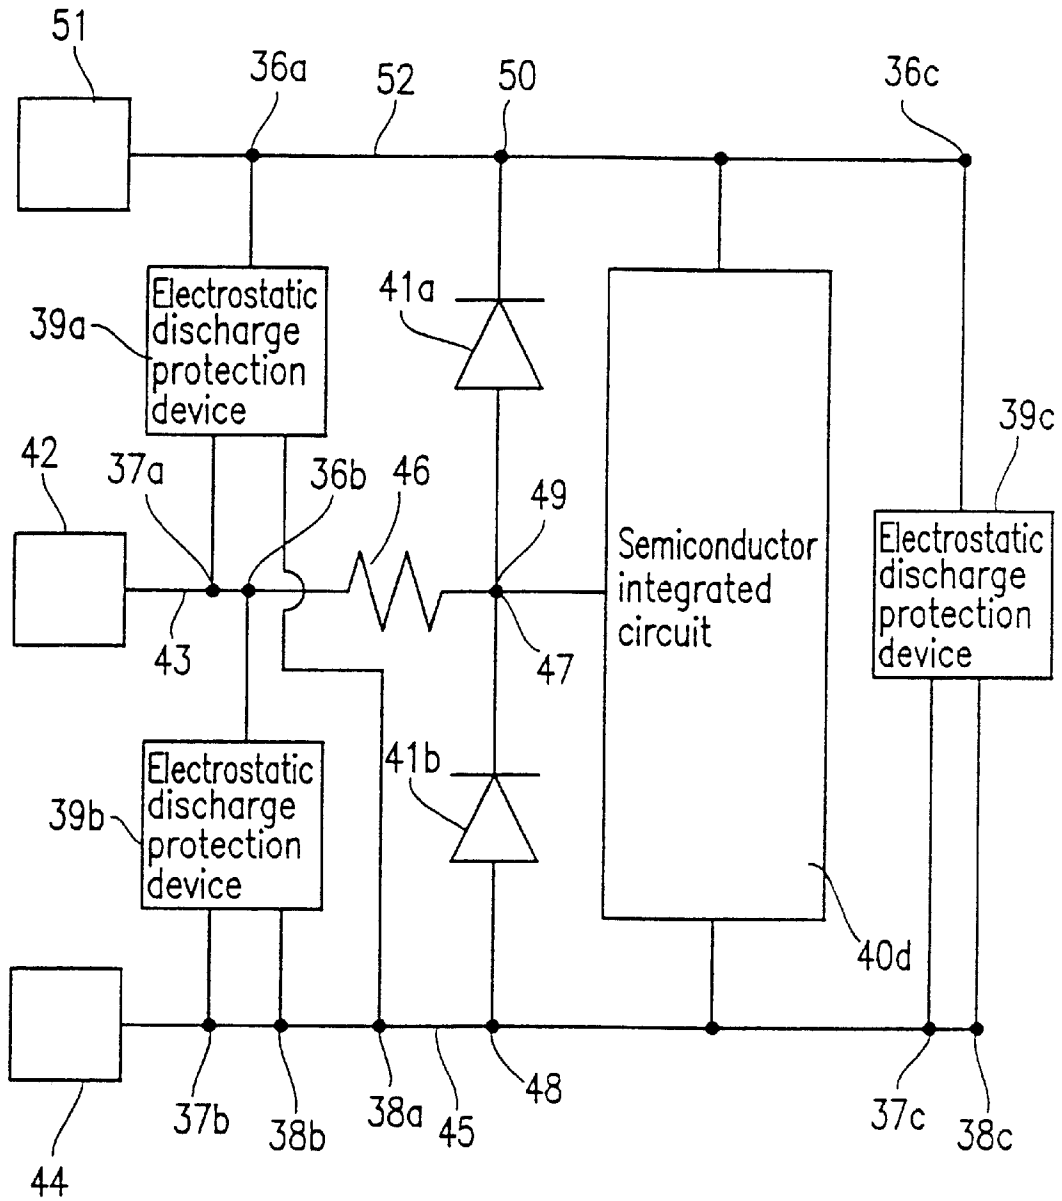 51
36a
52
50
36c
Electrostatic
discharge
protection
device
39a
41a
39c
42
37a
36b
46
49
Semiconductor
integrated
circuit
Electrostatic
discharge
protection
device
43
47
Electrostatic
discharge
protection
device
39b
41b
40d
44
37b
38b
38a
45
48
37c
38c